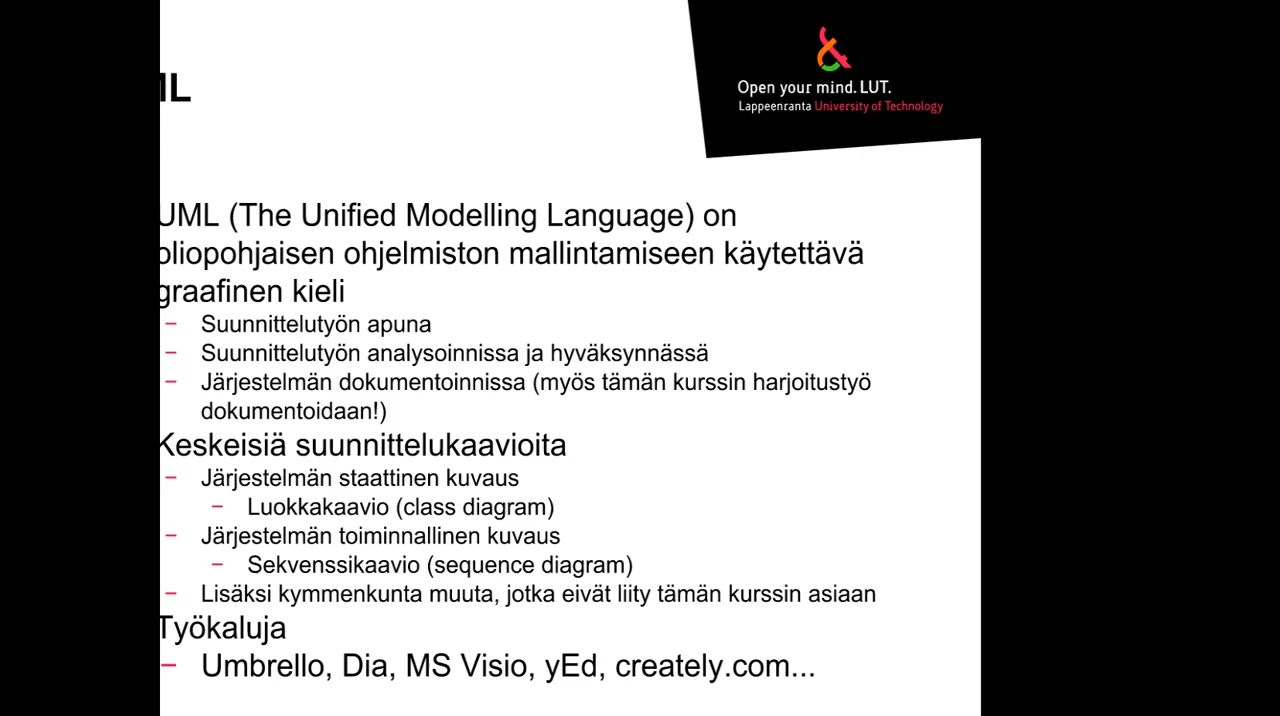 Open your mind. LUT.
Lappeenranta University of Technology
UML
UML (The Unified Modelling Language) on
oliopohjaisen ohjelmiston mallintamiseen käytettävä
graafinen kieli
– Suunnittelutyön apuna
– Suunnittelutyön analysoinnissa ja hyväksynnässä
– Järjestelmän dokumentoinnissa (myös tämän kurssin harjoitustyö
dokumentoidaan!)
Keskeisiä suunnittelukaavioita
– Järjestelmän staattinen kuvaus
– Luokkakaavio (class diagram)
– Järjestelmän toiminnallinen kuvaus
– Sekvenssikaavio (sequence diagram)
– Lisäksi kymmenkunta muuta, jotka eivät liity tämän kurssin asiaan
Työkaluja
– Umbrello, Dia, MS Visio, yEd, creately.com...